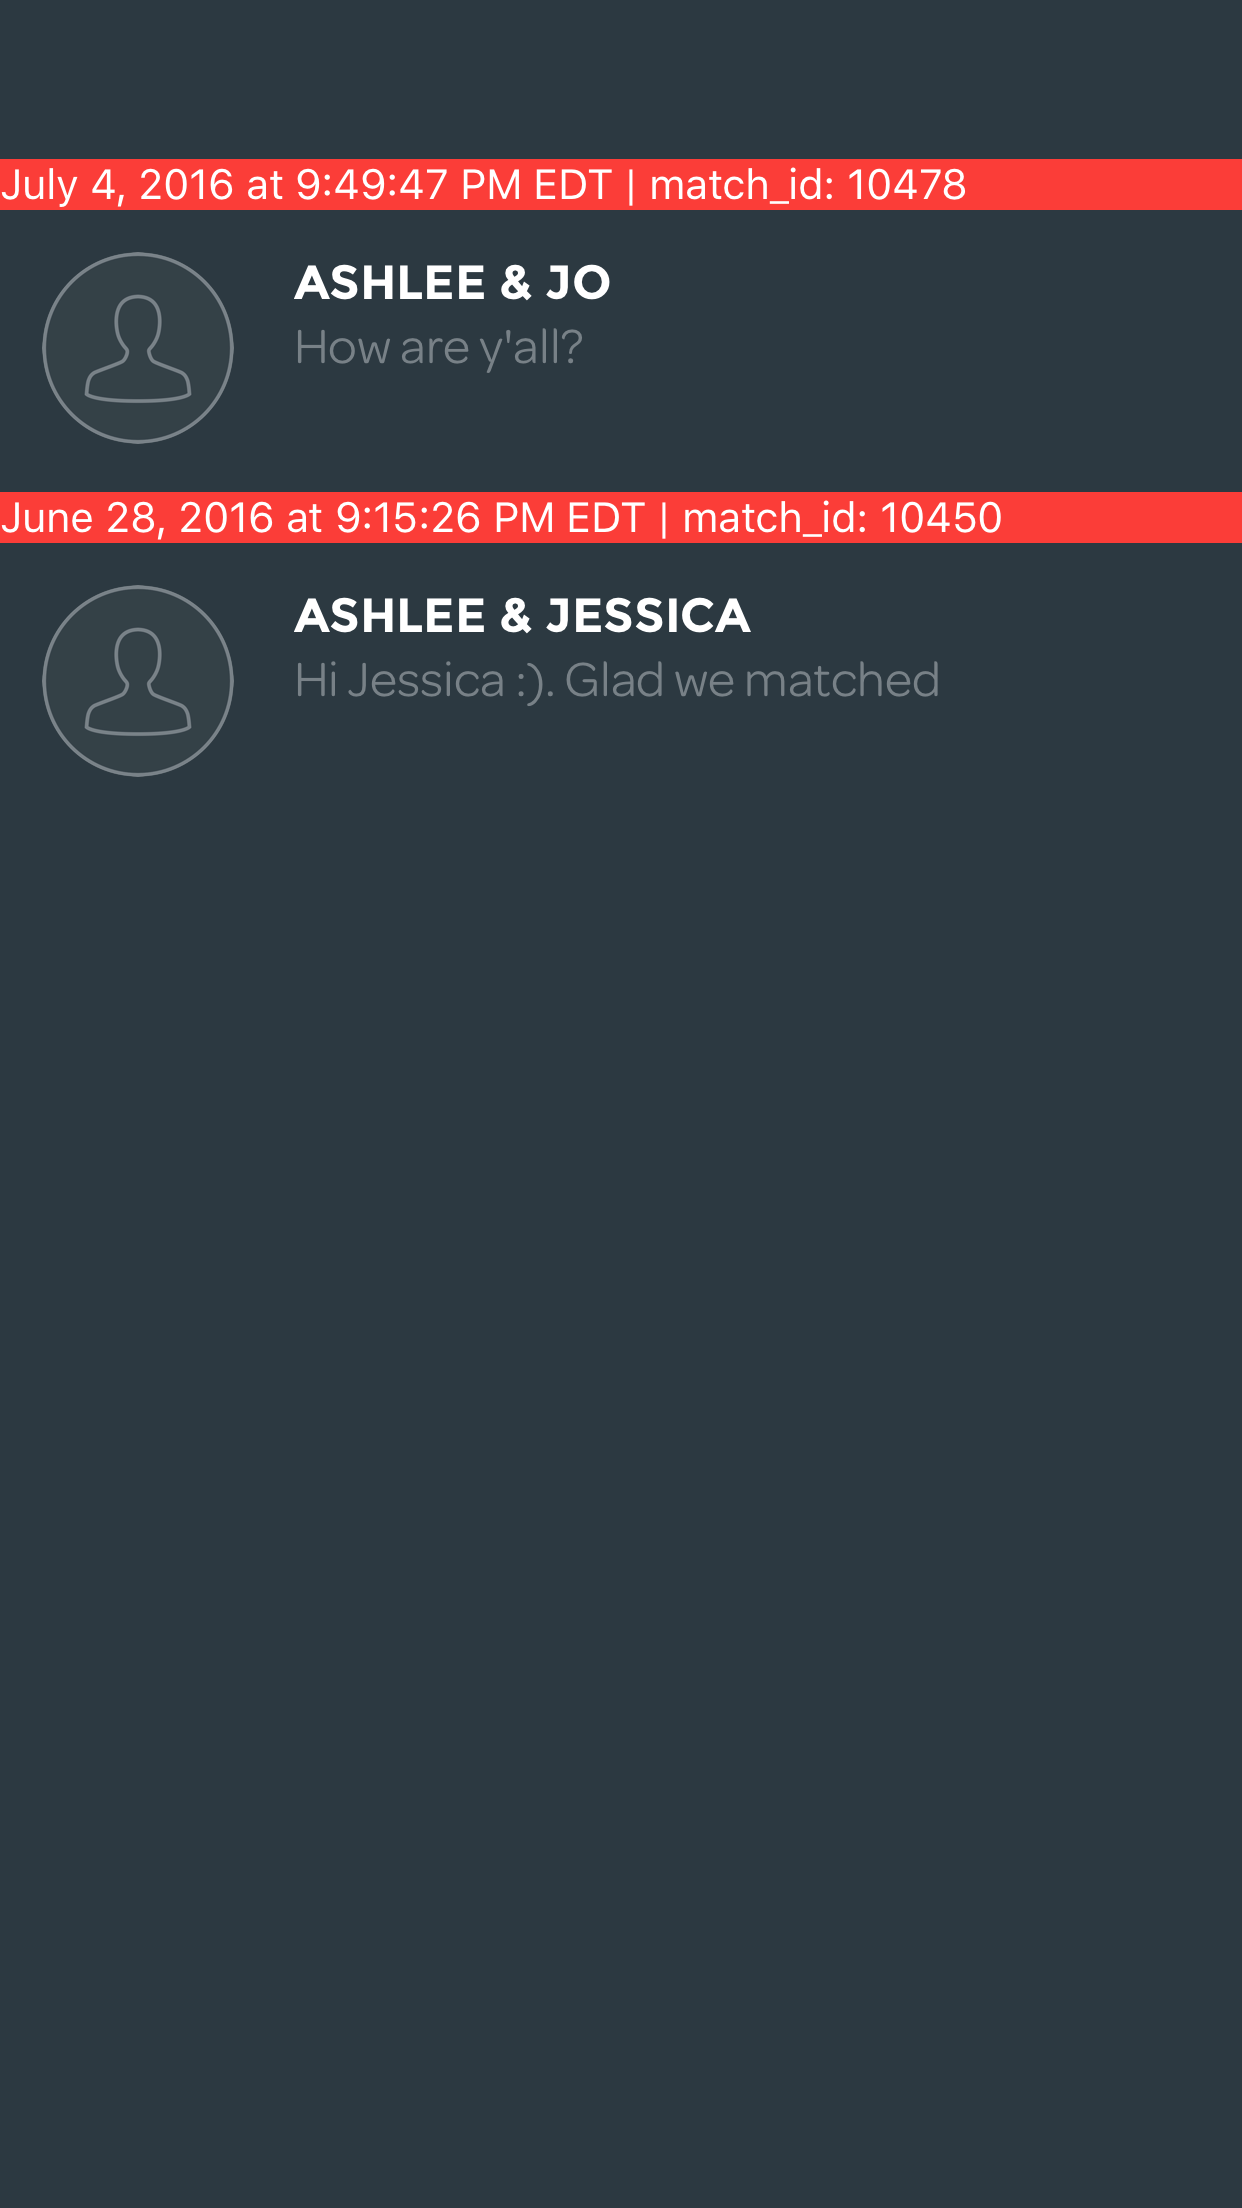 July 4, 2016 at 9:49:47 PM EDT | match_id: 10478
ASHLEE & JO
How are y'all?
June 28, 2016 at 9:15:26 PM EDT | match_id: 10450
ASHLEE & JESSICA
Hi Jessica :). Glad we matched